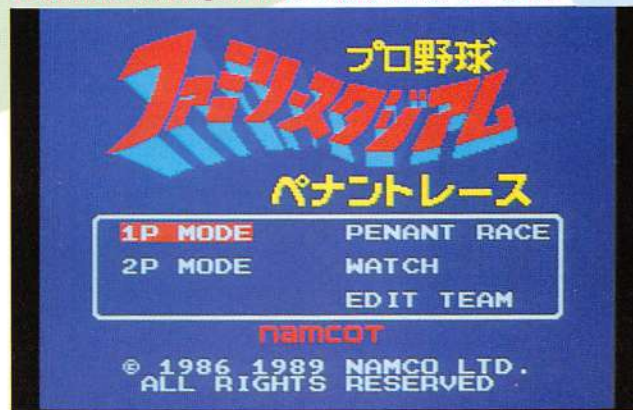 プロ野球
ファミリースタジアム
ペナントレース
1P MODE PENANT RACE
2P MODE WATCH
EDIT TEAM
namcot
© 1986 1989 NAMCO LTD.
ALL RIGHTS RESERVED